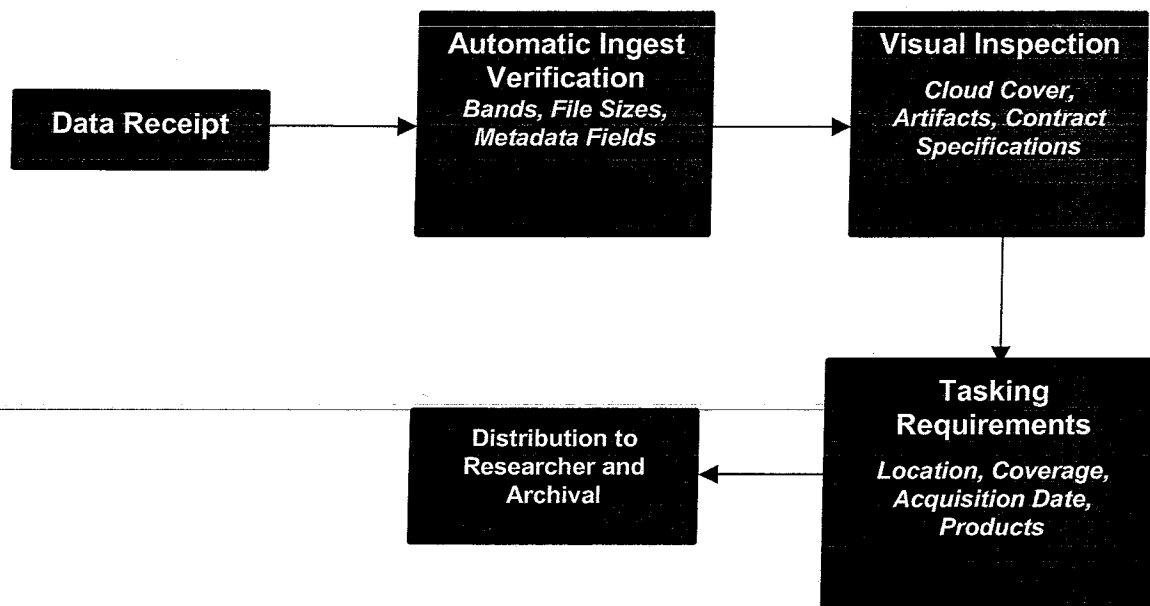 Data Receipt
Automatic Ingest
Verification
Bands, File Sizes,
Metadata Fields
Visual Inspection
Cloud Cover,
Artifacts, Contract
Specifications
Tasking
Requirements
Location, Coverage,
Acquisition Date,
Products
Distribution to
Researcher and
Archival